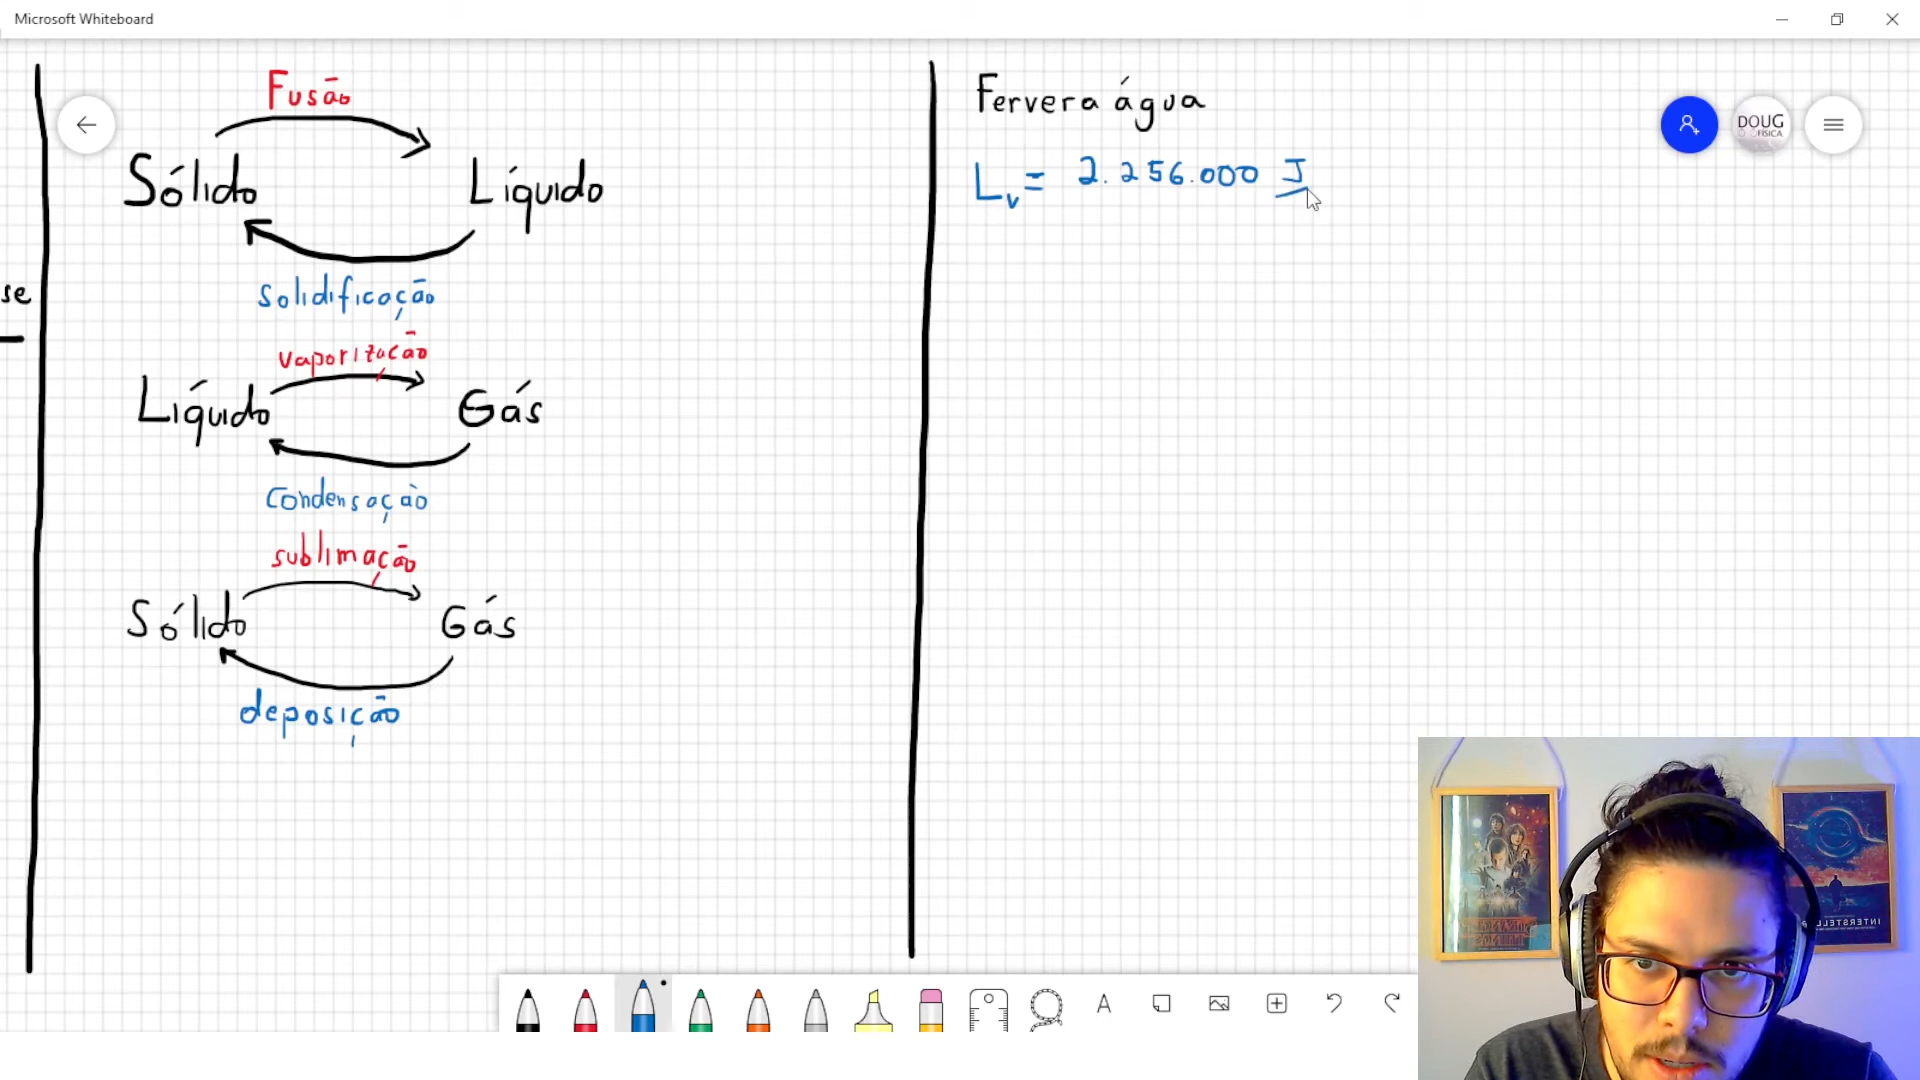 Microsoft Whiteboard
se
Fusão
Sólido
Líquido
Solidificação
vaporização
Líquido
Gás
Condensação
sublimação
Sólido
Gás
deposição
Ferver a água
Lv = 2.256.000 J
DOUG
FÍSICA
A